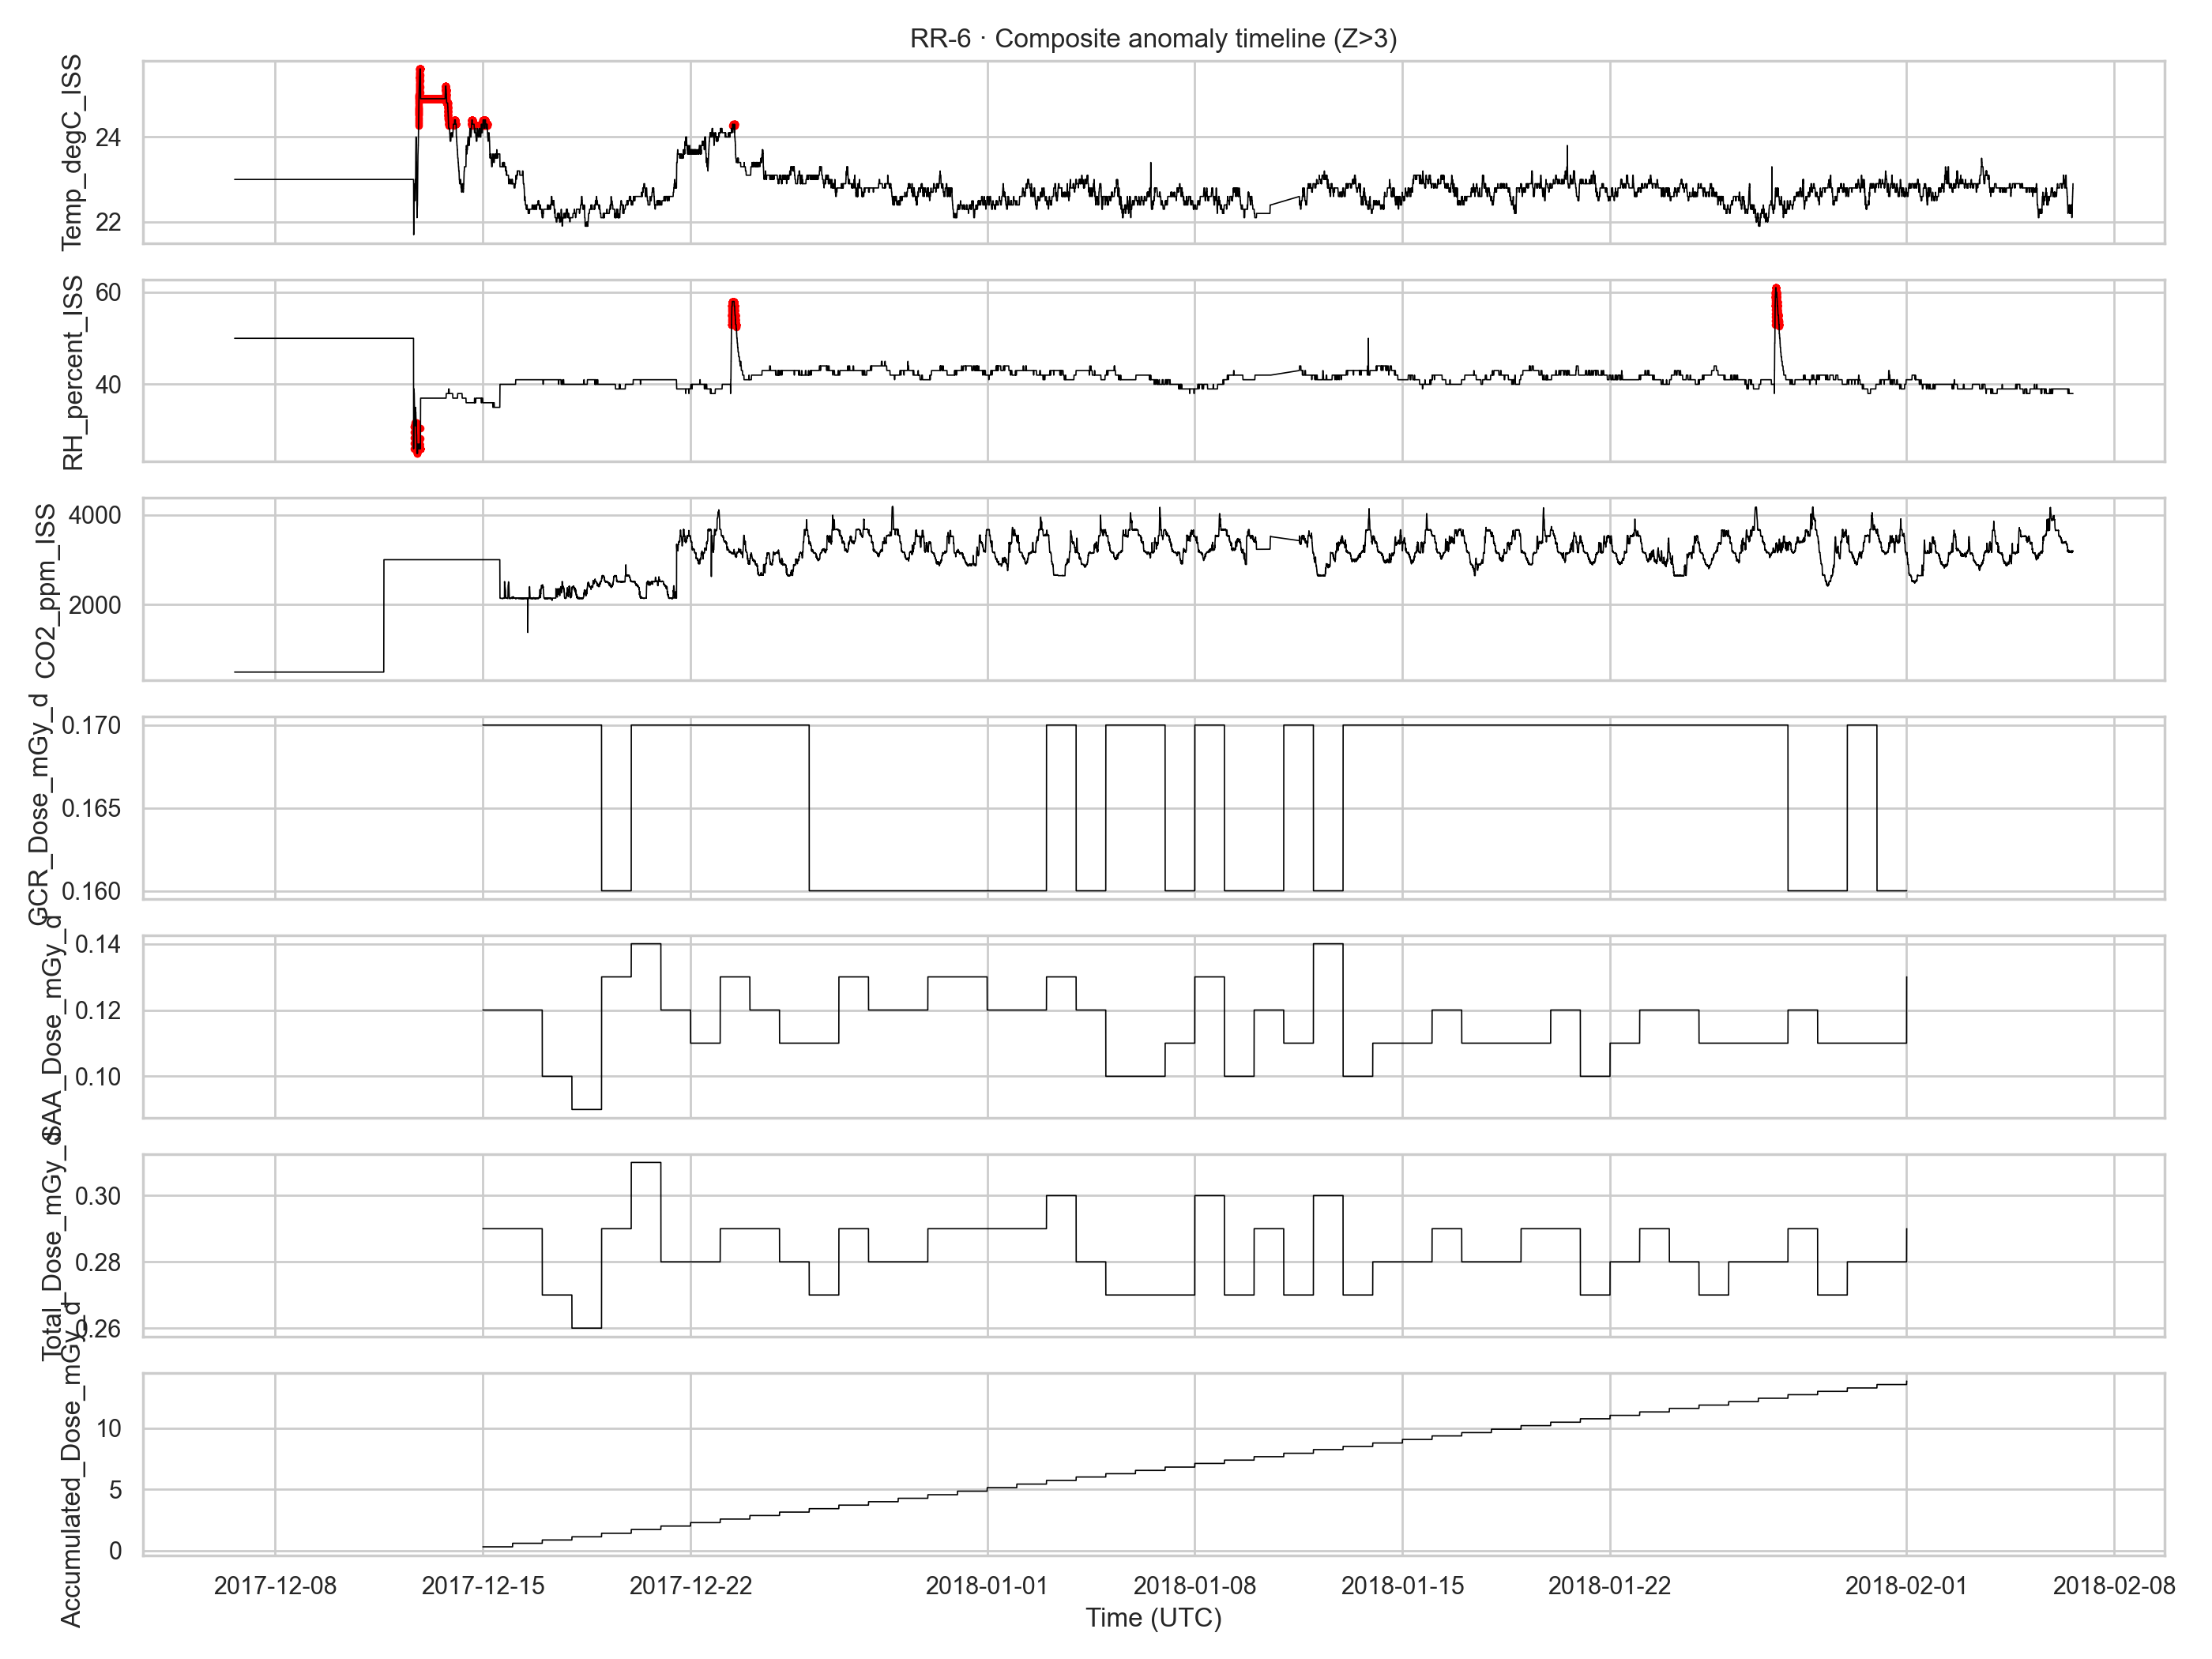 RR-6 · Composite anomaly timeline (Z>3)
Temp_degC_ISS
24
22
RH_percent_ISS
60
40
CO2_ppm_ISS
4000
2000
GCR_Dose_mGy_d
0.170
0.165
0.160
SAA_Dose_mGy_d
0.14
0.12
0.10
Total_Dose_mGy_d
0.30
0.28
0.26
Accumulated_Dose_mGy_d
10
5
0
2017-12-08 2017-12-15 2017-12-22 2018-01-01 2018-01-08 2018-01-15 2018-01-22 2018-02-01 2018-02-08
Time (UTC)